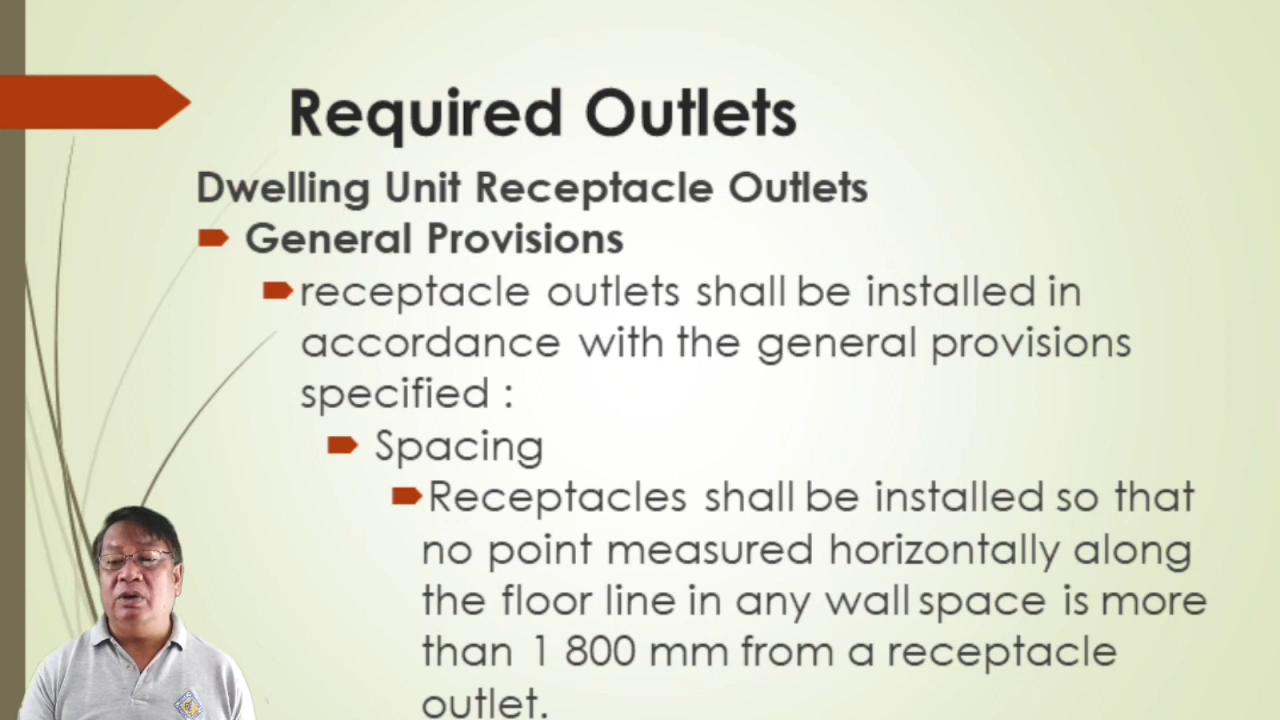 Required Outlets
Dwelling Unit Receptacle Outlets
General Provisions
receptacle outlets shall be installed in
accordance with the general provisions
specified :
Spacing
Receptacles shall be installed so that
no point measured horizontally along
the floor line in any wall space is more
than 1 800 mm from a receptacle
outlet.